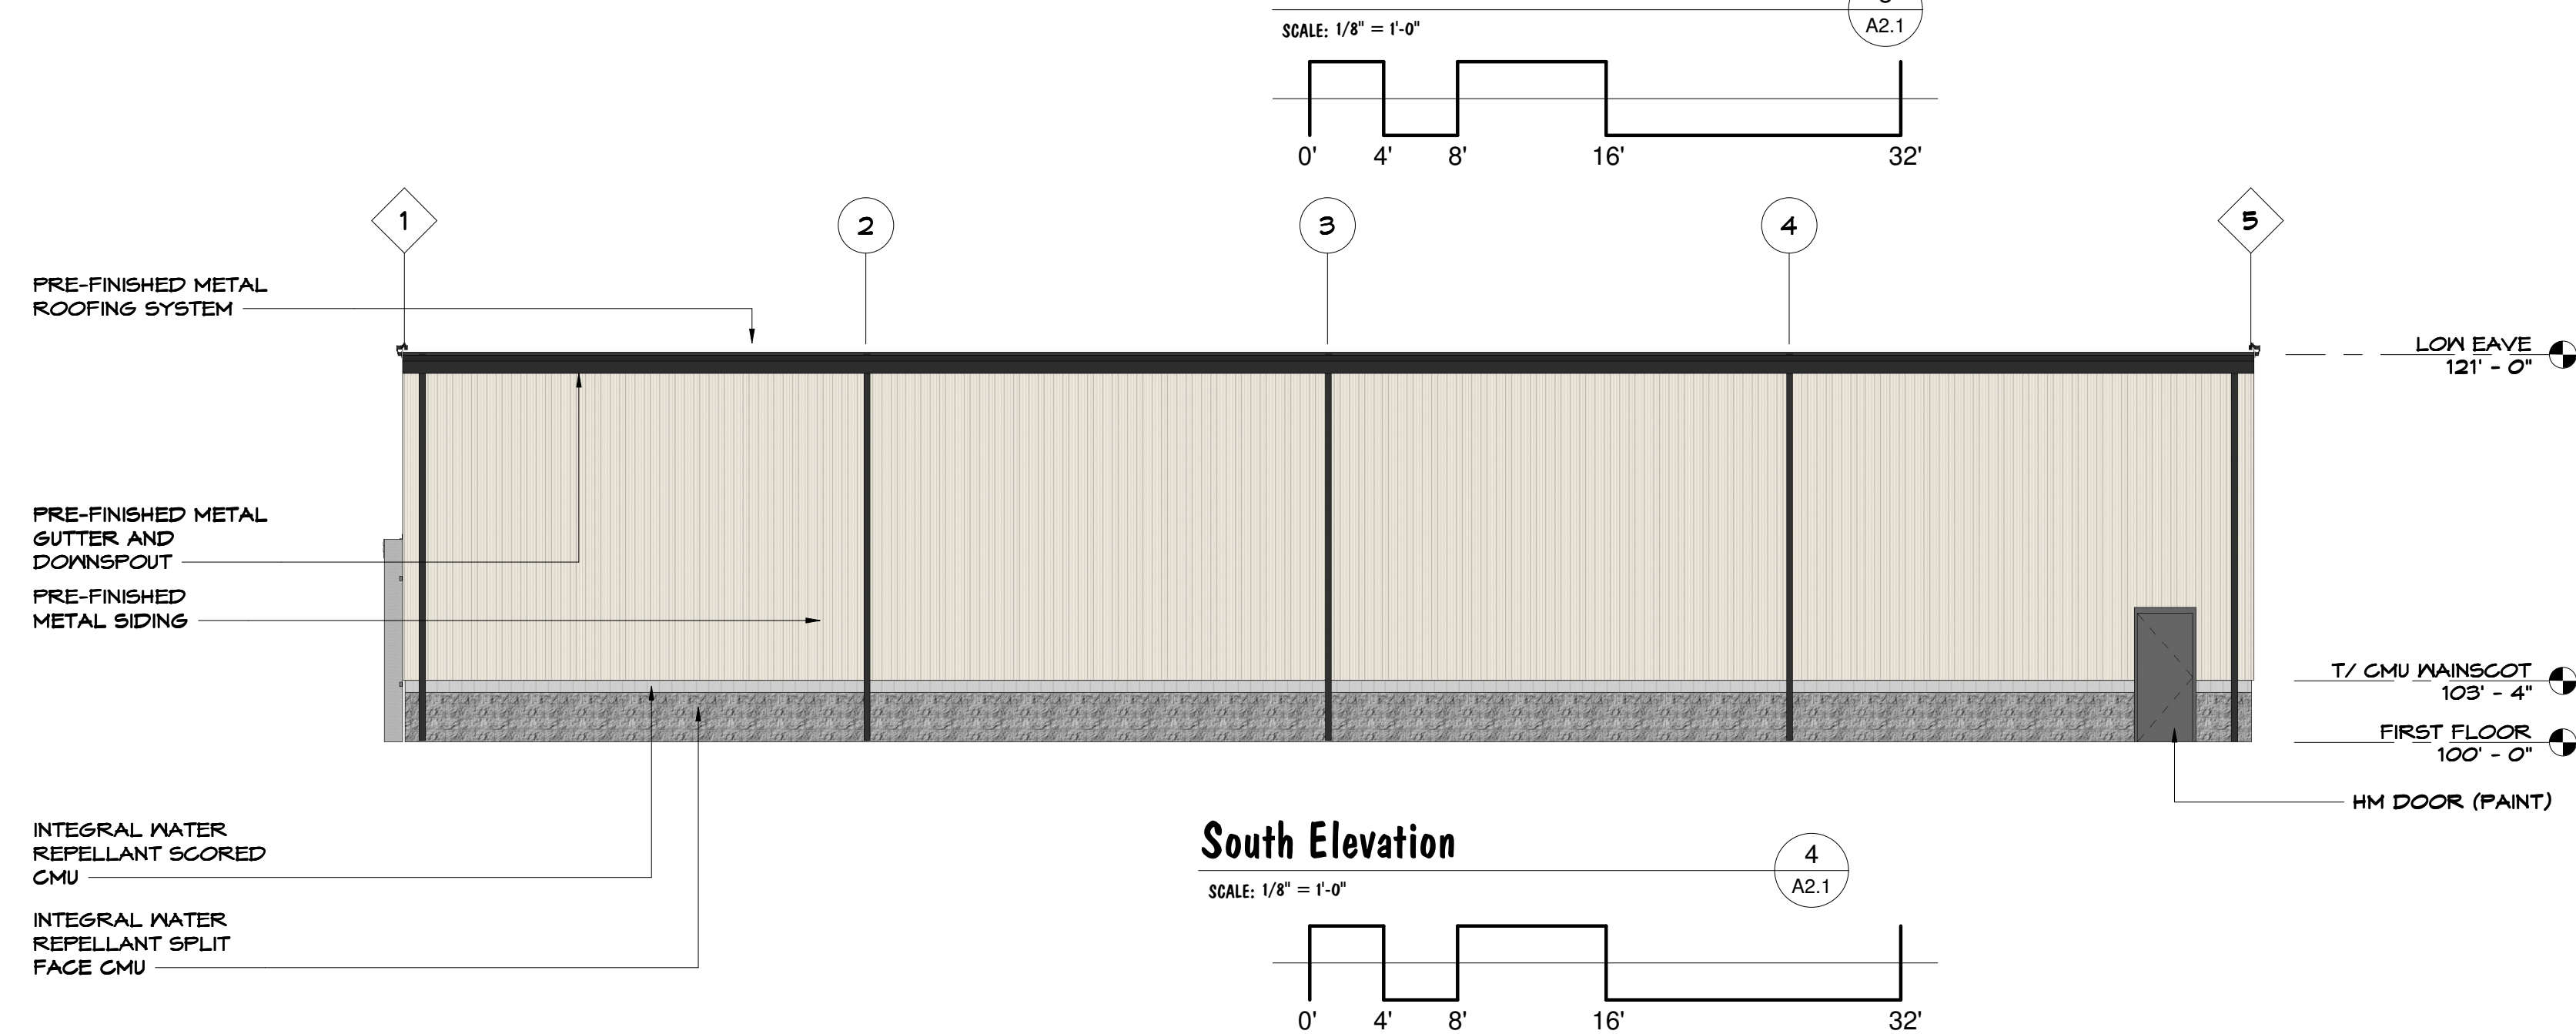 A2.1
SCALE: 1/8" = 1'-0"
0' 4' 8' 16' 32'
1 2 3 4 5
PRE-FINISHED METAL
ROOFING SYSTEM
LOW EAVE
121' - 0"
PRE-FINISHED METAL
GUTTER AND
DOWNSPOUT
PRE-FINISHED
METAL SIDING
T/ CMU WAINSCOT
103' - 4"
FIRST FLOOR
100' - 0"
HM DOOR (PAINT)
INTEGRAL WATER
REPELLANT SCORED
CMU
INTEGRAL WATER
REPELLANT SPLIT
FACE CMU
South Elevation
4
A2.1
SCALE: 1/8" = 1'-0"
0' 4' 8' 16' 32'